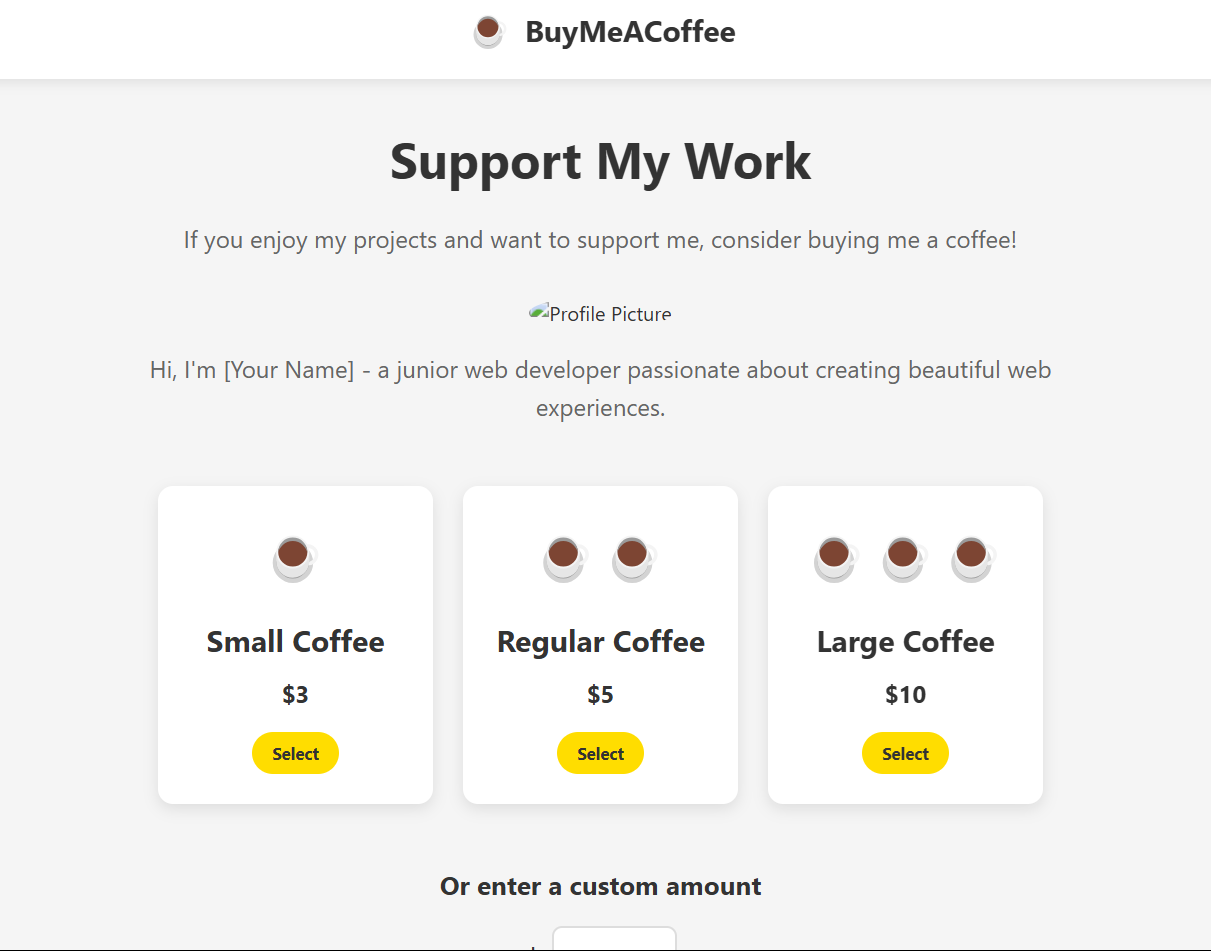 BuyMeACoffee
Support My Work
If you enjoy my projects and want to support me, consider buying me a coffee!
Profile Picture
Hi, I'm [Your Name] - a junior web developer passionate about creating beautiful web
experiences.
Small Coffee
$3
Select
Regular Coffee
$5
Select
Large Coffee
$10
Select
Or enter a custom amount